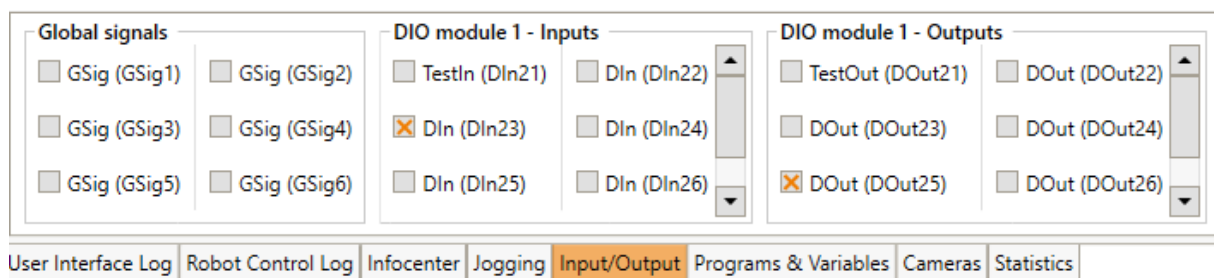 Global signals
GSig (GSig1) GSig (GSig2)
GSig (GSig3) GSig (GSig4)
GSig (GSig5) GSig (GSig6)
DIO module 1 - Inputs
TestIn (DIn21) DIn (DIn22)
DIn (DIn23) DIn (DIn24)
DIn (DIn25) DIn (DIn26)
DIO module 1 - Outputs
TestOut (DOut21) DOut (DOut22)
DOut (DOut23) DOut (DOut24)
DOut (DOut25) DOut (DOut26)
User Interface Log Robot Control Log Infocenter Jogging Input/Output Programs & Variables Cameras Statistics